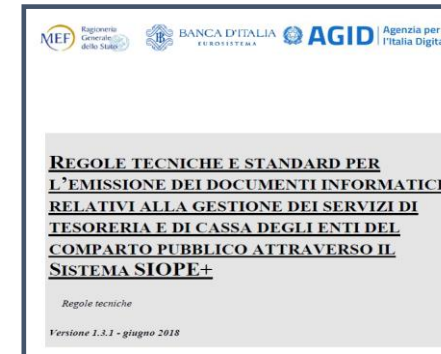 MEF Ragioneria
Generale
dello Stato
BANCA D'ITALIA
EUROSISTEMA
AGID Agenzia per
l'Italia Digita
REGOLE TECNICHE E STANDARD PER
L'EMISSIONE DEI DOCUMENTI INFORMATICI
RELATIVI ALLA GESTIONE DEI SERVIZI DI
TESORERIA E DI CASSA DEGLI ENTI DEL
COMPARTO PUBBLICO ATTRAVERSO IL
SISTEMA SIOPE+
Regole tecniche
Versione 1.3.1 - giugno 2018